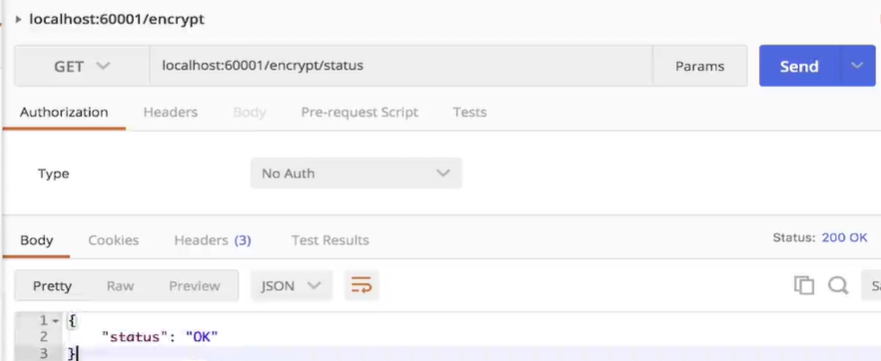 localhost:60001/encrypt
GET localhost:60001/encrypt/status Params Send
Authorization Headers Body Pre-request Script Tests
Type No Auth
Body Cookies Headers (3) Test Results Status: 200 OK
Pretty Raw Preview JSON
1 {
2 "status": "OK"
3 }